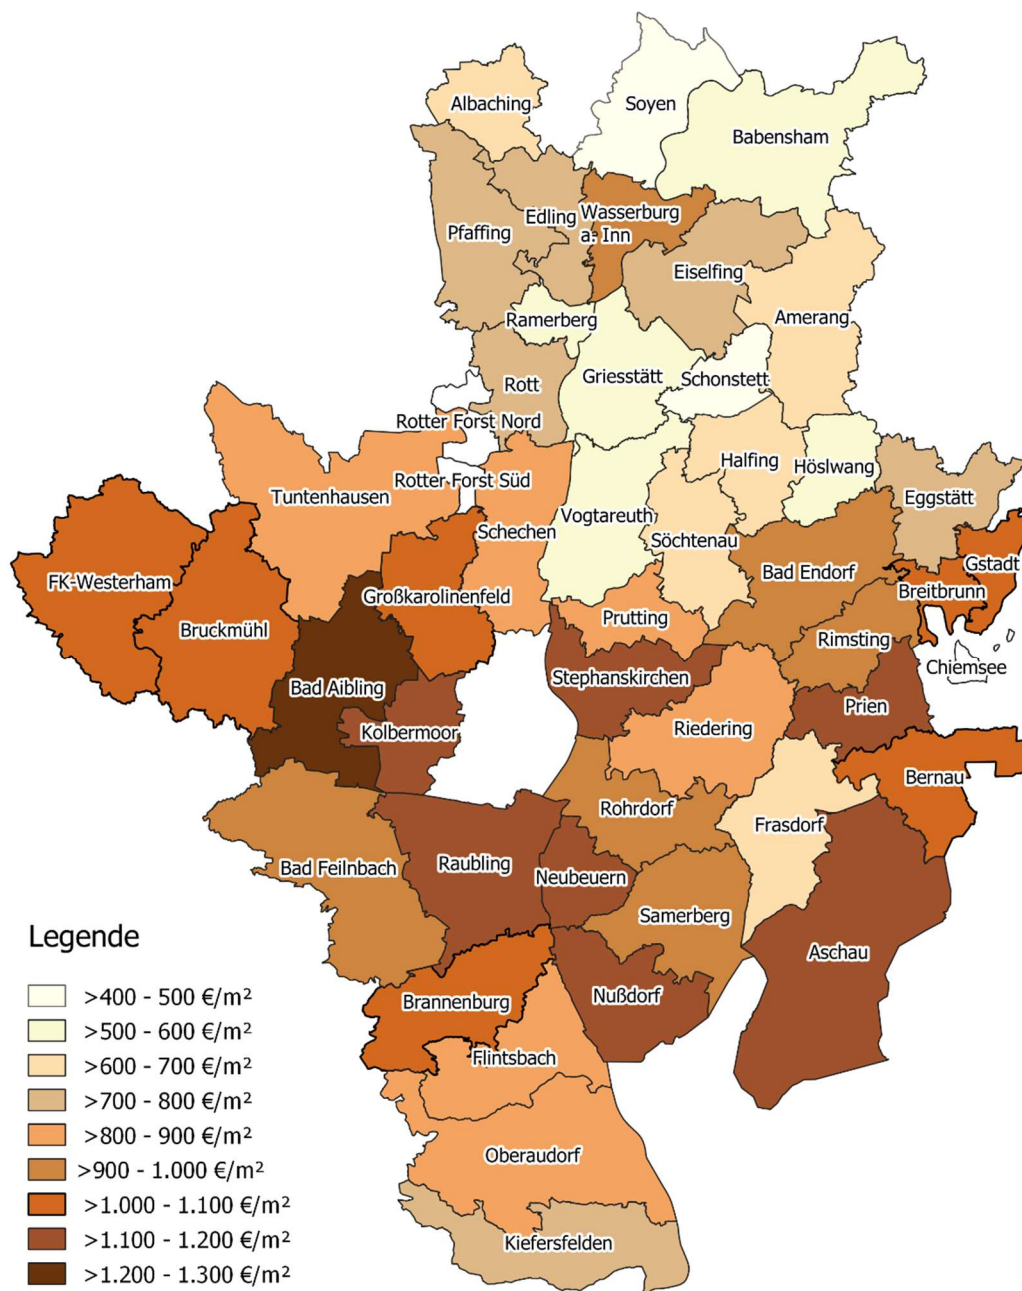 Soyen
Albaching
Babensham
Edling
Wasserburg
a. Inn
Pfaffing
Eiselfing
Ramerberg
Amerang
Griesstätt
Schonstett
Rott
Rotter Forst Nord
Halfing
Höslwang
Rotter Forst Süd
Tuntenhausen
Eggstätt
Vogtareuth
Schechen
Söchtenau
Gstadt
Bad Endorf
FK-Westerham
Breitbrunn
Großkarolinenfeld
Prutting
Bruckmühl
Rimsting
Chiemsee
Stephanskirchen
Bad Aibling
Prien
Riedering
Kolbermoor
Bernau
Rohrdorf
Frasdorf
Raubling
Bad Feilnbach
Neubeuern
Samerberg
Aschau
Nußdorf
Brannenburg
Flintsbach
Oberaudorf
Kiefersfelden
Legende
>400 - 500 €/m²
>500 - 600 €/m²
>600 - 700 €/m²
>700 - 800 €/m²
>800 - 900 €/m²
>900 - 1.000 €/m²
>1.000 - 1.100 €/m²
>1.100 - 1.200 €/m²
>1.200 - 1.300 €/m²